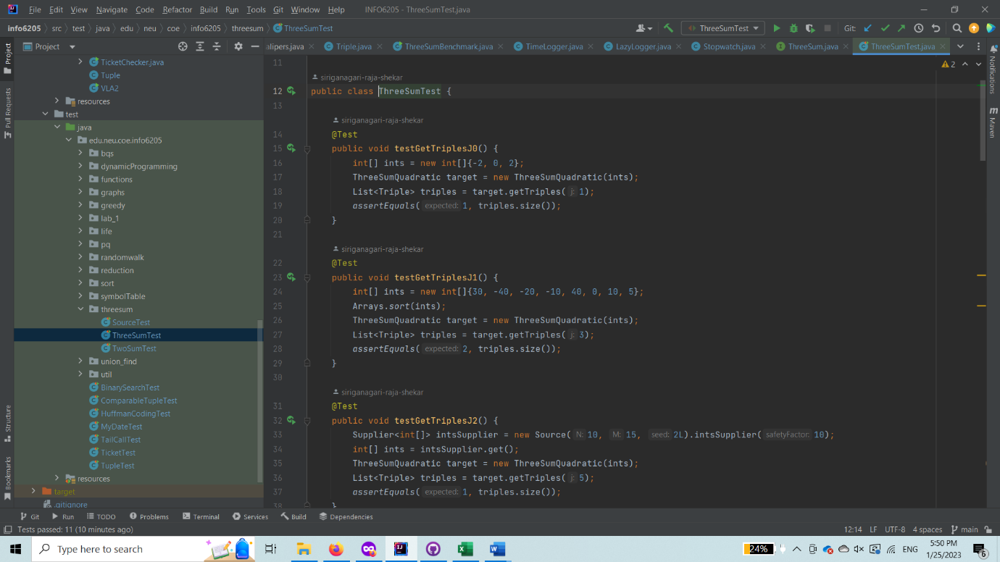 File Edit View Navigate Code Refactor Build Run Tools Git Window Help INFO6205 - ThreeSumTest.java
info6205 src test java edu neu coe info6205 threesum ThreeSumTest ThreeSumTest Git:
Project alipers.java Triple.java ThreeSumBenchmark.java TimeLogger.java LazyLogger.java Stopwatch.java ThreeSum.java ThreeSumTest.java
Project
Pull Requests
Structure
Bookmarks
TicketChecker.java
Tuple
VLA2
resources
test
java
edu.neu.coe.info6205
bqs
dynamicProgramming
functions
graphs
greedy
lab_1
life
pq
randomwalk
reduction
sort
symbolTable
threesum
SourceTest
ThreeSumTest
TwoSumTest
union_find
util
BinarySearchTest
ComparableTupleTest
HuffmanCodingTest
MyDateTest
TailCallTest
TicketTest
TupleTest
resources
target
.gitignore
11
siriganagari-raja-shekar
12 public class ThreeSumTest {
13
siriganagari-raja-shekar
14 @Test
15 public void testGetTriplesJ0() {
16 int[] ints = new int[]{-2, 0, 2};
17 ThreeSumQuadratic target = new ThreeSumQuadratic(ints);
18 List<Triple> triples = target.getTriples( j: 1);
19 assertEquals( expected: 1, triples.size());
20 }
21
siriganagari-raja-shekar
22 @Test
23 public void testGetTriplesJ1() {
24 int[] ints = new int[]{30, -40, -20, -10, 40, 0, 10, 5};
25 Arrays.sort(ints);
26 ThreeSumQuadratic target = new ThreeSumQuadratic(ints);
27 List<Triple> triples = target.getTriples( j: 3);
28 assertEquals( expected: 2, triples.size());
29 }
30
siriganagari-raja-shekar
31 @Test
32 public void testGetTriplesJ2() {
33 Supplier<int[]> intsSupplier = new Source( N: 10, M: 15, seed: 2L).intsSupplier( safetyFactor: 10);
34 int[] ints = intsSupplier.get();
35 ThreeSumQuadratic target = new ThreeSumQuadratic(ints);
36 List<Triple> triples = target.getTriples( j: 5);
37 assertEquals( expected: 1, triples.size());
38 }
2
Notifications
m Maven
Git Run TODO Problems Terminal Services Build Dependencies
Tests passed: 11 (10 minutes ago) 12:14 LF UTF-8 4 spaces main
Type here to search 24% ENG 5:50 PM
1/25/2023 6